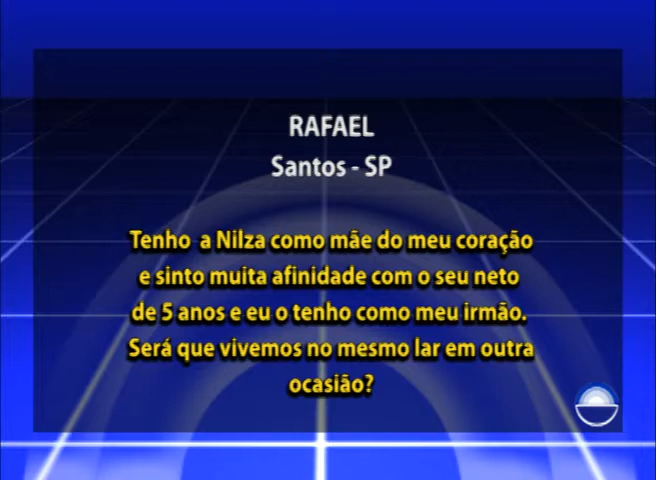 RAFAEL
Santos - SP
Tenho a Nilza como mãe do meu coração
e sinto muita afinidade com o seu neto
de 5 anos e eu o tenho como meu irmão.
Será que vivemos no mesmo lar em outra
ocasião?